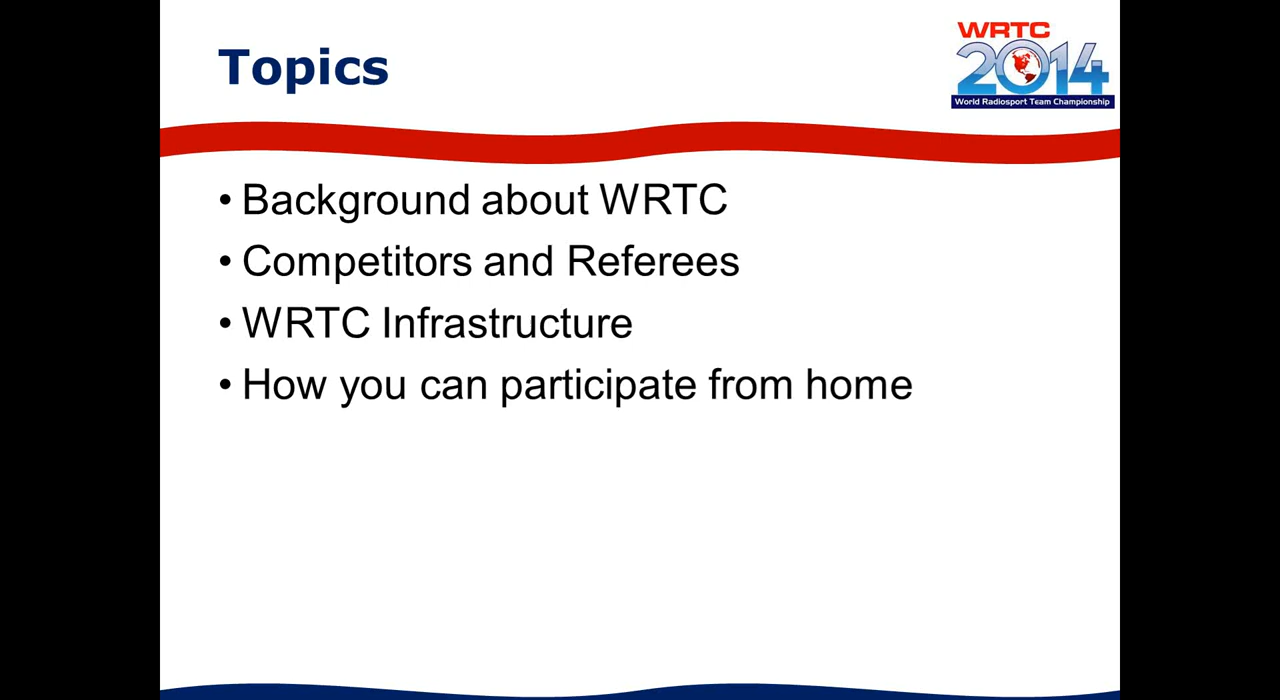 Topics
WRTC
2014
World Radiosport Team Championship
• Background about WRTC
• Competitors and Referees
• WRTC Infrastructure
• How you can participate from home